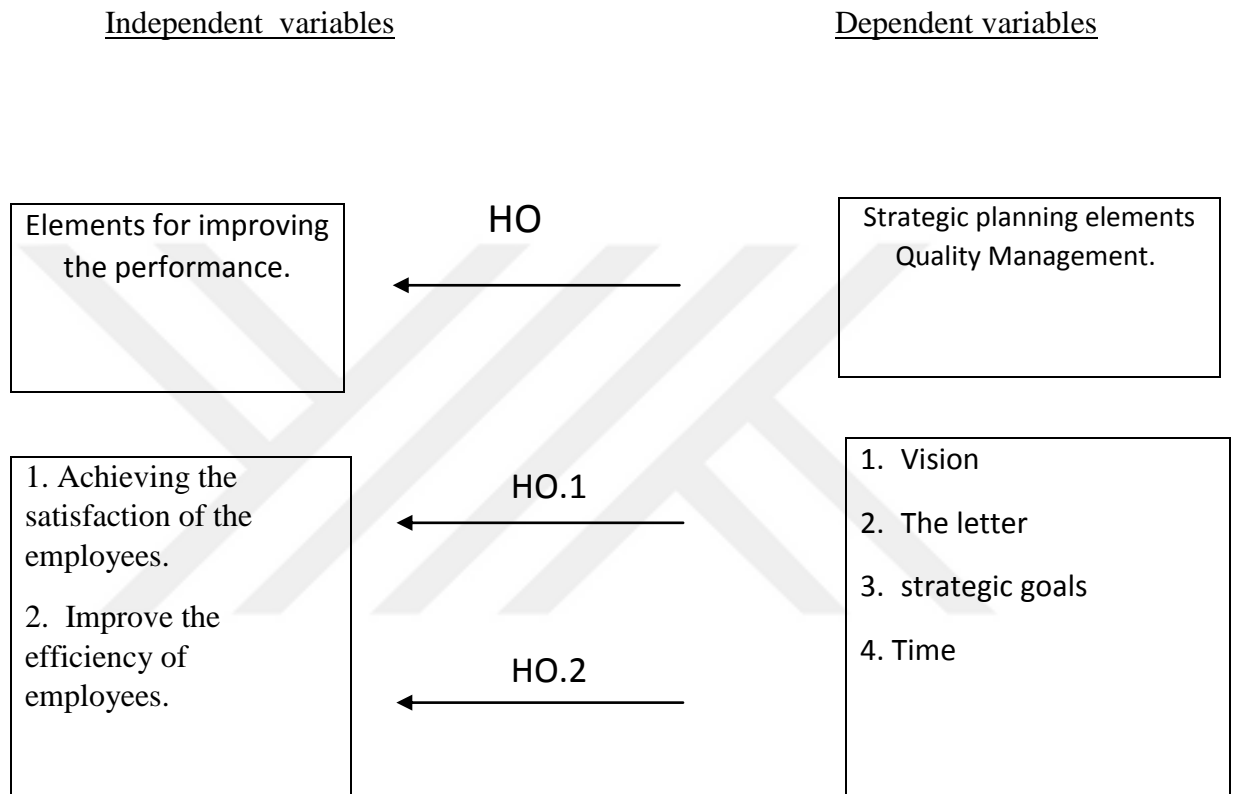 Independent variables
Dependent variables
Elements for improving
the performance.
HO
Strategic planning elements
Quality Management.
1. Achieving the
satisfaction of the
employees.
2. Improve the
efficiency of
employees.
HO.1
HO.2
1. Vision
2. The letter
3. strategic goals
4. Time